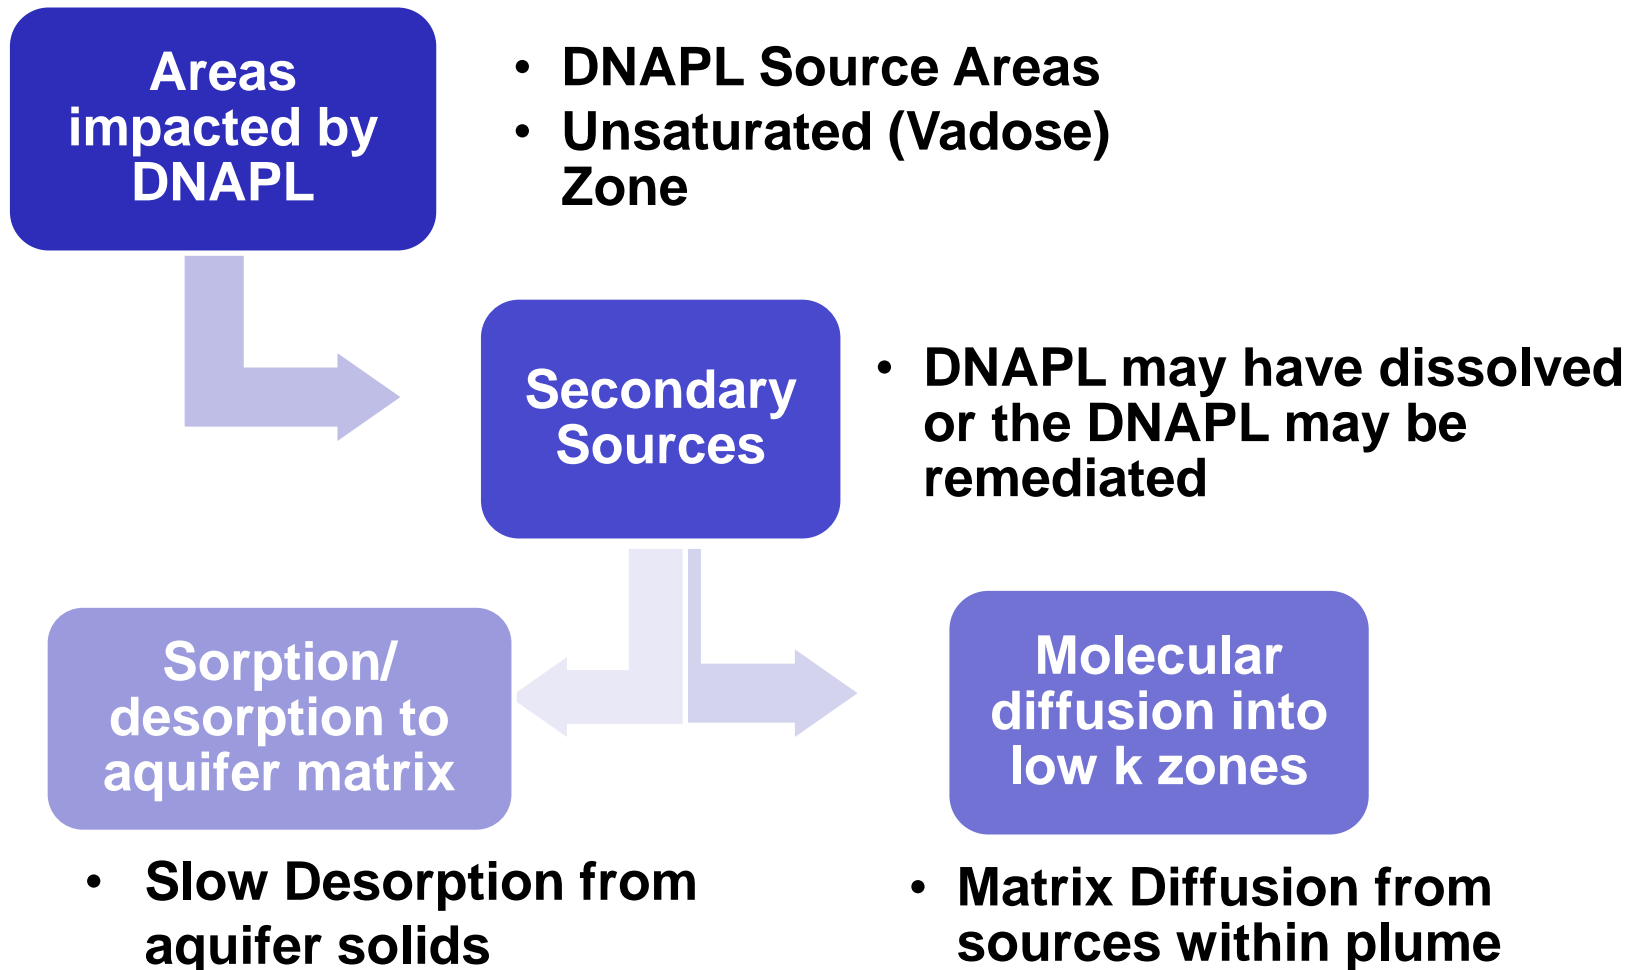 Areas
impacted by
DNAPL
• DNAPL Source Areas
• Unsaturated (Vadose)
Zone
Secondary
Sources
• DNAPL may have dissolved
or the DNAPL may be
remediated
Sorption/
desorption to
aquifer matrix
• Slow Desorption from
aquifer solids
Molecular
diffusion into
low k zones
• Matrix Diffusion from
sources within plume